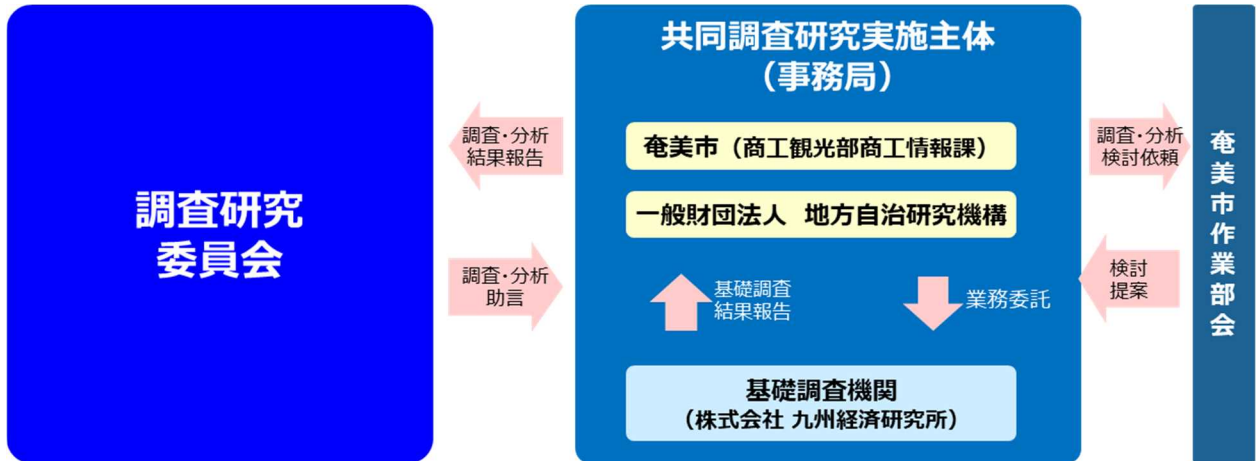 調査研究
委員会
調査・分析
結果報告
調査・分析
助言
共同調査研究実施主体
（事務局）
奄美市（商工観光部商工情報課）
一般財団法人 地方自治研究機構
基礎調査
結果報告
業務委託
基礎調査機関
（株式会社 九州経済研究所）
調査・分析
検討依頼
検討
提案
奄美市作業部会